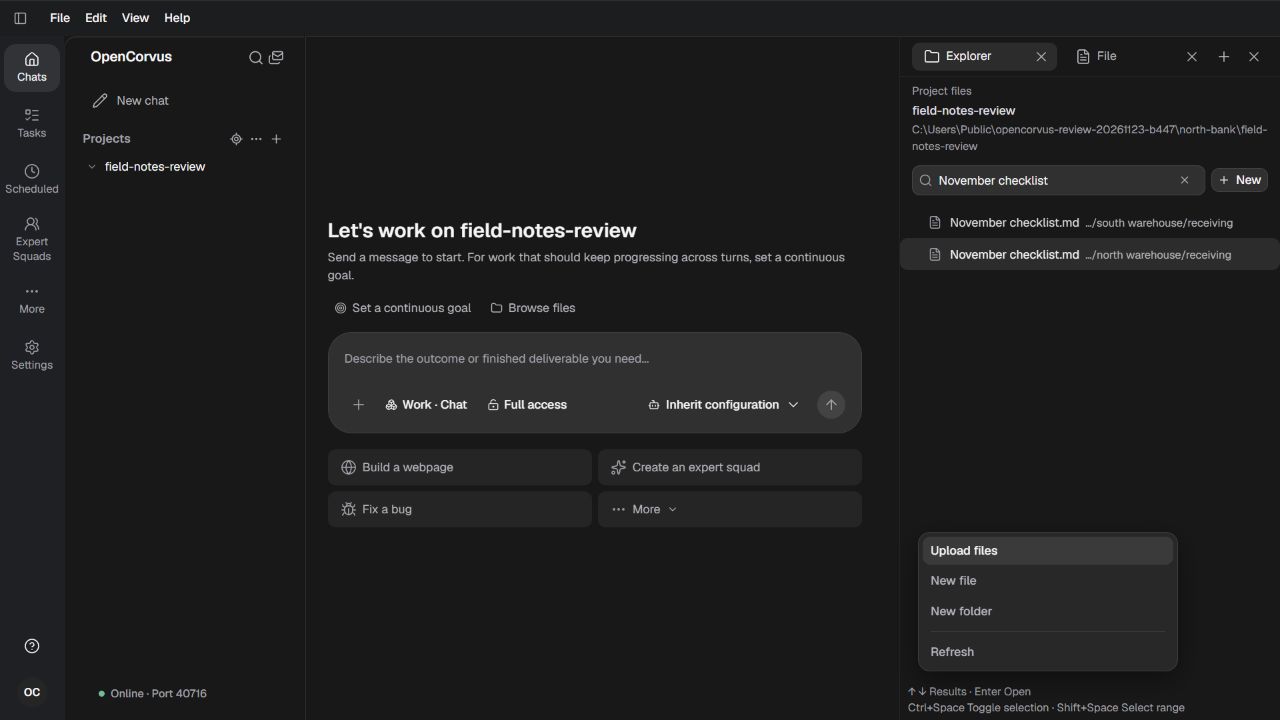 File Edit View Help
Chats
Tasks
Scheduled
Expert
Squads
More
Settings
OC
OpenCorvus
New chat
Projects
field-notes-review
Online · Port 40716
Let's work on field-notes-review
Send a message to start. For work that should keep progressing across turns, set a continuous
goal.
Set a continuous goal Browse files
Describe the outcome or finished deliverable you need...
Work · Chat Full access Inherit configuration
Build a webpage Create an expert squad
Fix a bug More
Explorer File
Project files
field-notes-review
C:\Users\Public\opencorvus-review-20261123-b447\north-bank\field-
notes-review
November checklist New
November checklist.md …/south warehouse/receiving
November checklist.md …/north warehouse/receiving
Upload files
New file
New folder
Refresh
↑↓ Results · Enter Open
Ctrl+Space Toggle selection · Shift+Space Select range